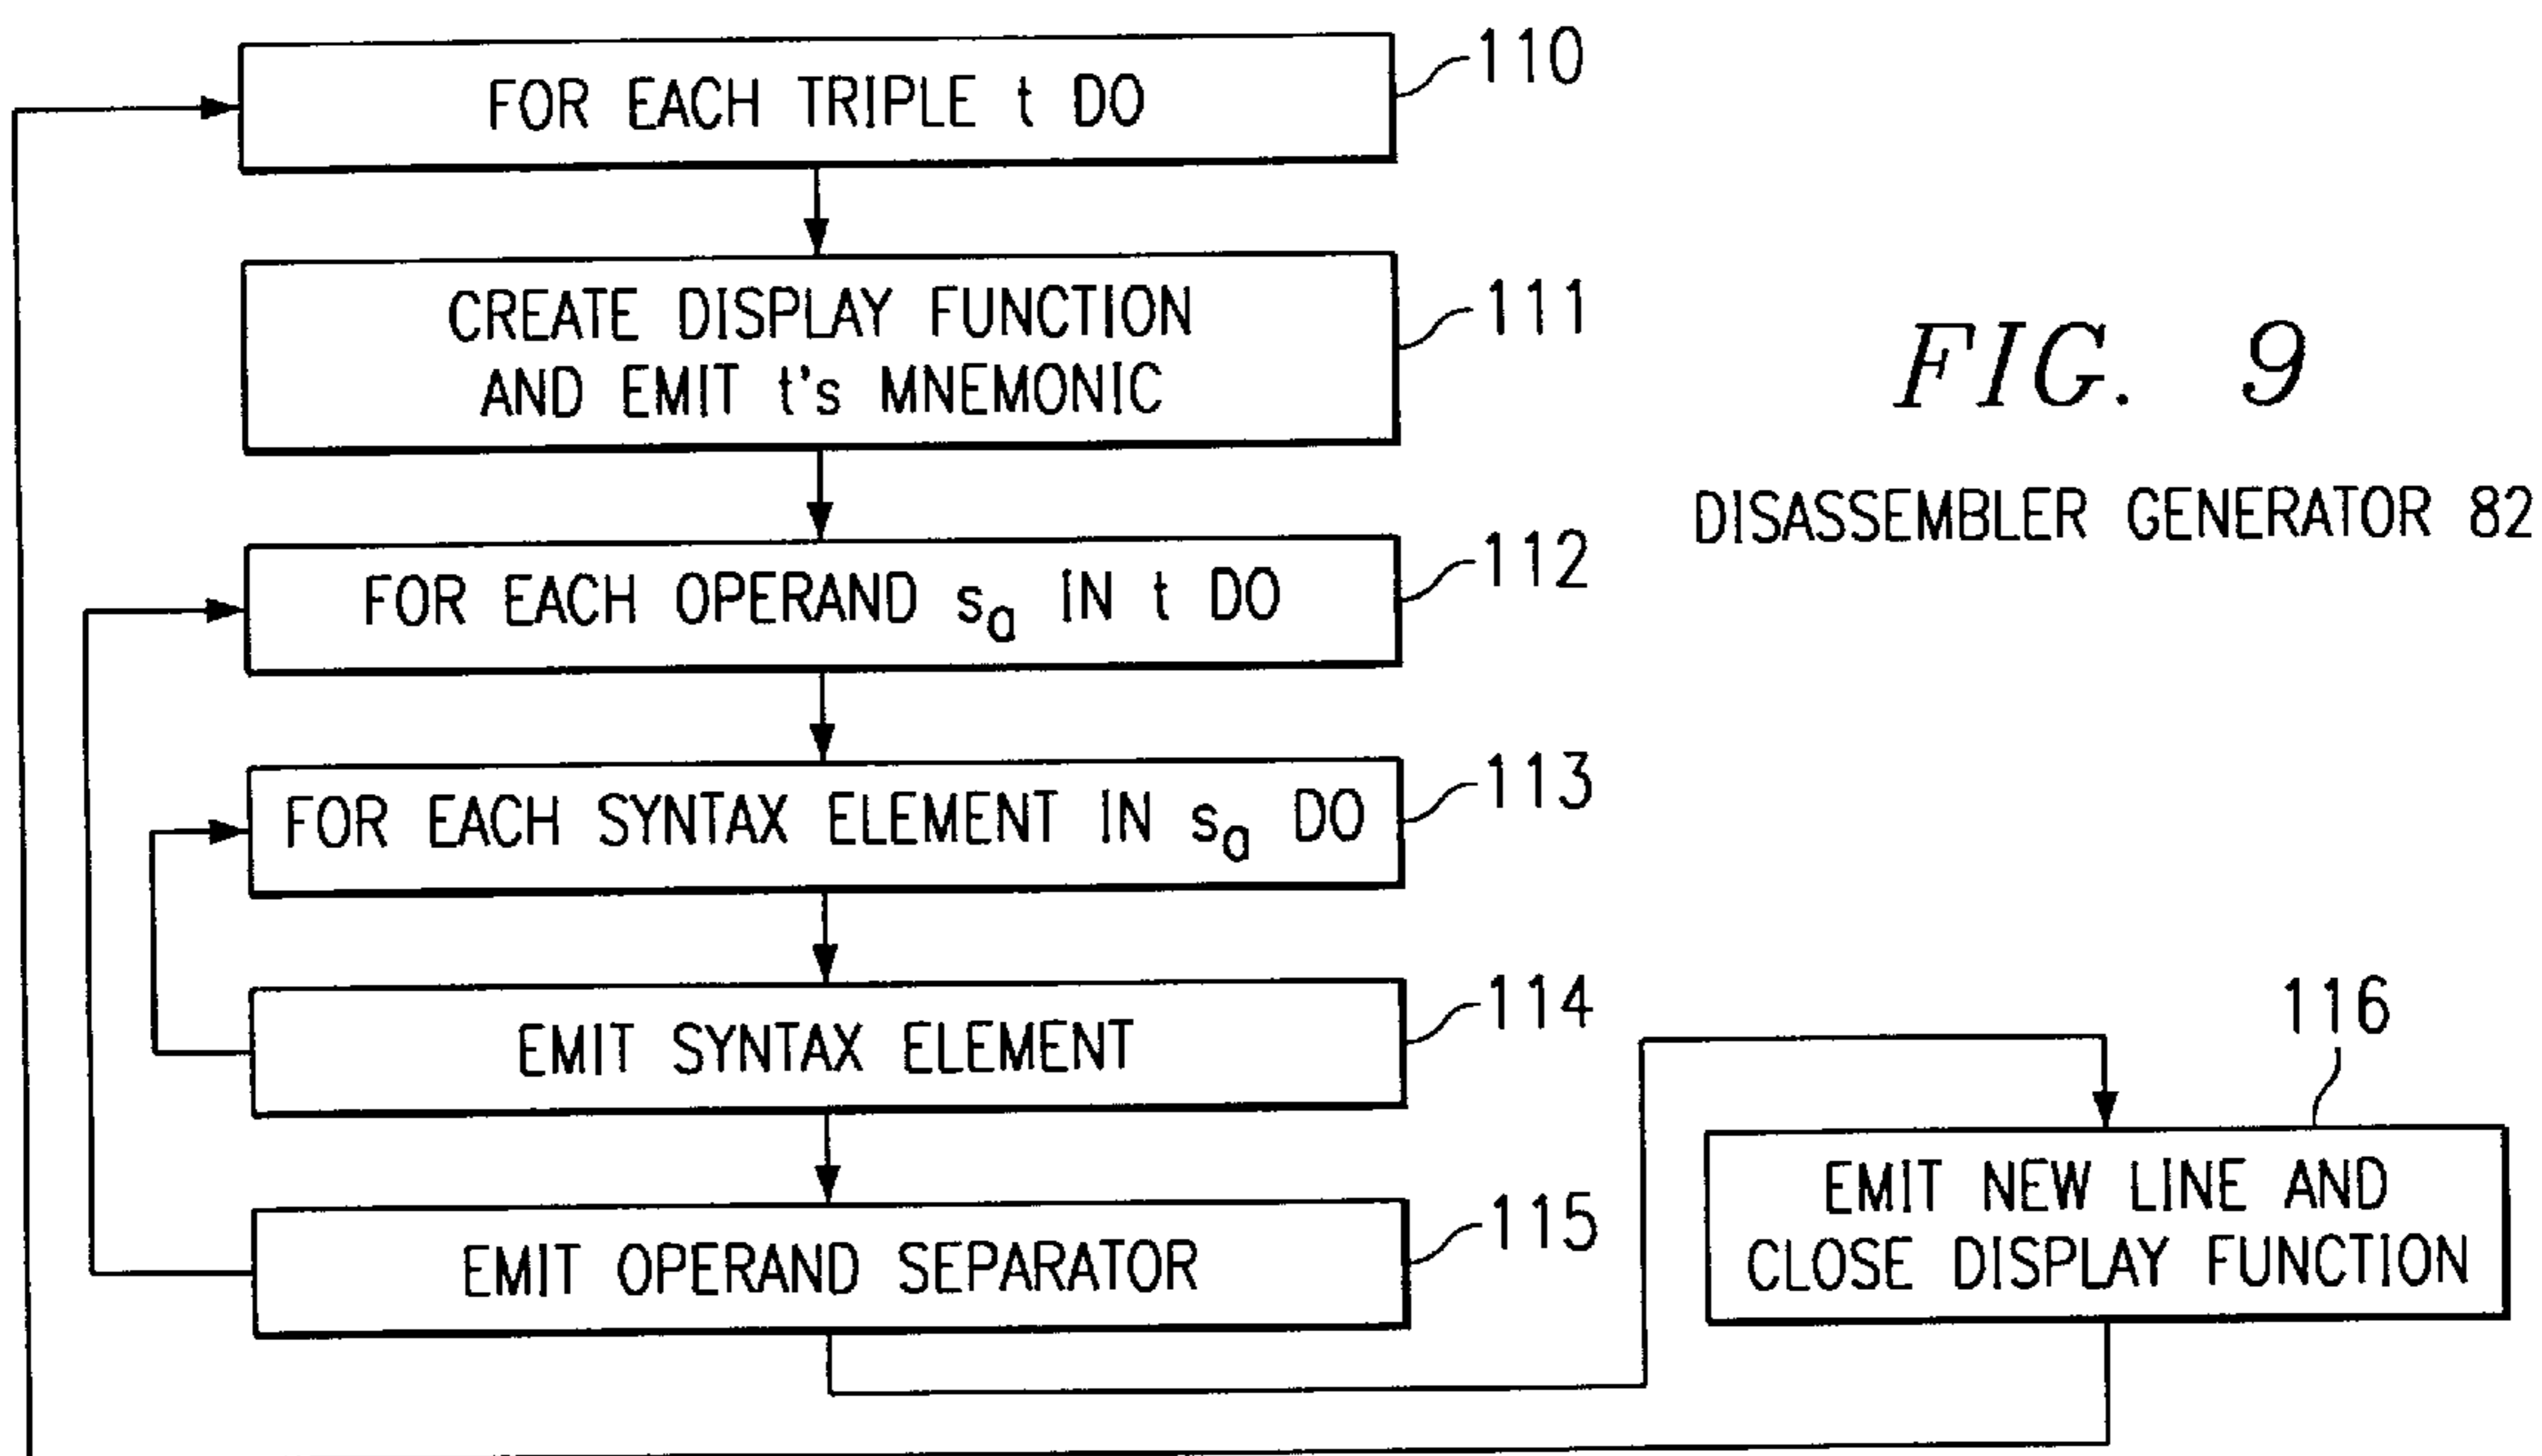 FOR EACH TRIPLE t DO
110
CREATE DISPLAY FUNCTION
AND EMIT t's MNEMONIC
111
FIG. 9
DISASSEMBLER GENERATOR 82
FOR EACH OPERAND sa IN t DO
112
FOR EACH SYNTAX ELEMENT IN sa DO
113
EMIT SYNTAX ELEMENT
114
EMIT OPERAND SEPARATOR
115
116
EMIT NEW LINE AND
CLOSE DISPLAY FUNCTION